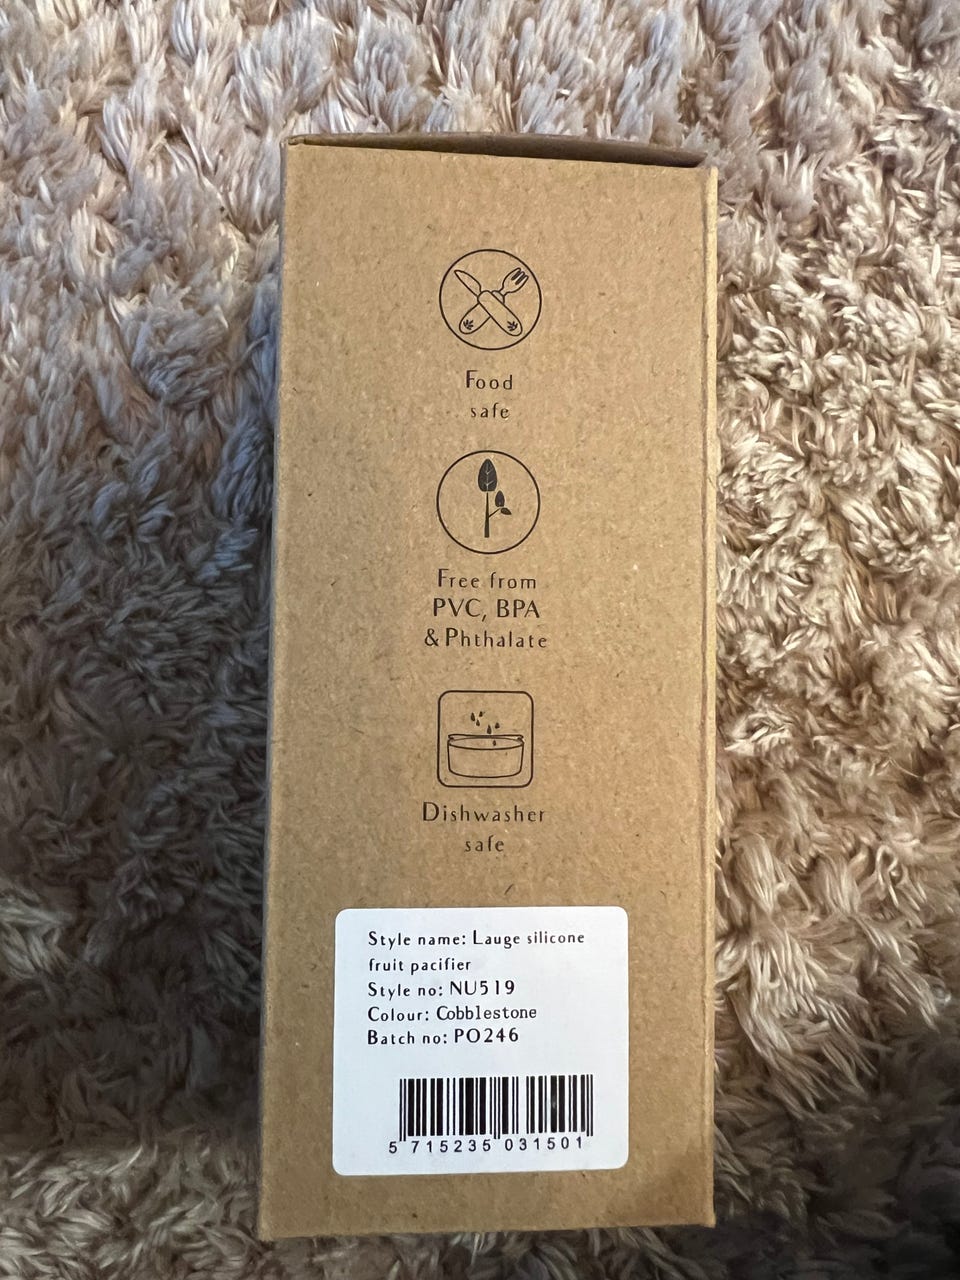 Food
safe
Free from
PVC, BPA
& Phthalate
Dishwasher
safe
Style name: Lauge silicone
fruit pacifier
Style no: NU519
Colour: Cobblestone
Batch no: PO246
5 715235 031501